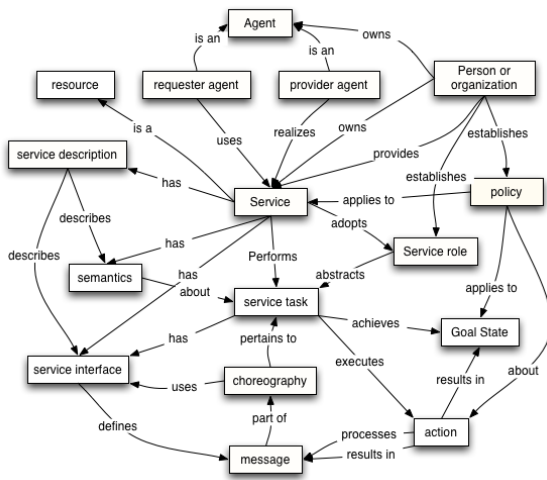 Agent
is an
is an
owns
resource
requester agent
provider agent
Person or
organization
is a
uses
realizes
owns
provides
establishes
service description
has
establishes
policy
Service
applies to
adopts
describes
has
Service role
describes
semantics
has
about
Performs
abstracts
applies to
service task
achieves
Goal State
has
pertains to
executes
service interface
uses
choreography
results in
about
defines
part of
processes
action
message
results in